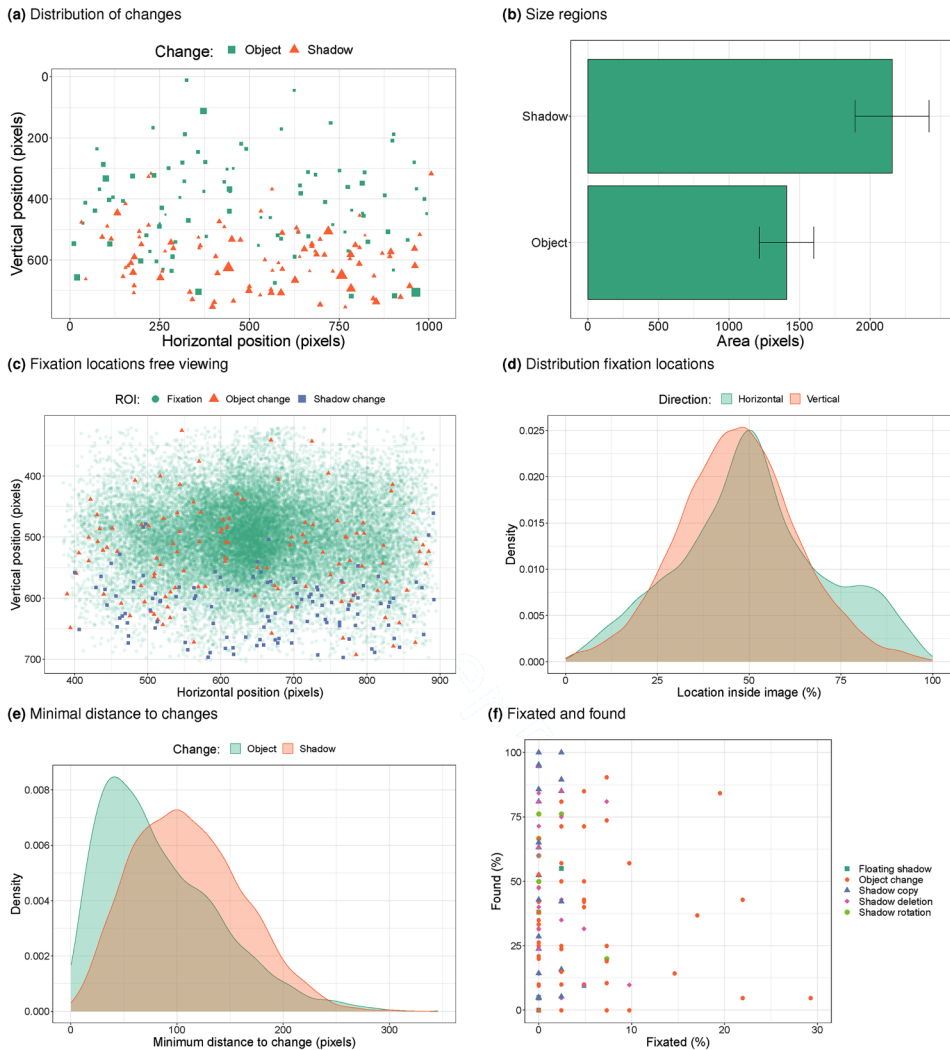 (a) Distribution of changes
Change: Object Shadow
0
200
400
600
Vertical position (pixels)
0 250 500 750 1000
Horizontal position (pixels)
(b) Size regions
Shadow
Object
0 500 1000 1500 2000
Area (pixels)
(c) Fixation locations free viewing
ROI: Fixation Object change Shadow change
400
500
600
700
Vertical position (pixels)
400 500 600 700 800 900
Horizontal position (pixels)
(d) Distribution fixation locations
Direction: Horizontal Vertical
0.025
0.020
0.015
0.010
0.005
0.000
Density
0 25 50 75 100
Location inside image (%)
(e) Minimal distance to changes
Change: Object Shadow
0.008
0.006
0.004
0.002
0.000
Density
0 100 200 300
Minimum distance to change (pixels)
(f) Fixated and found
100
75
50
25
0
Found (%)
0 10 20 30
Fixated (%)
Floating shadow
Object change
Shadow copy
Shadow deletion
Shadow rotation